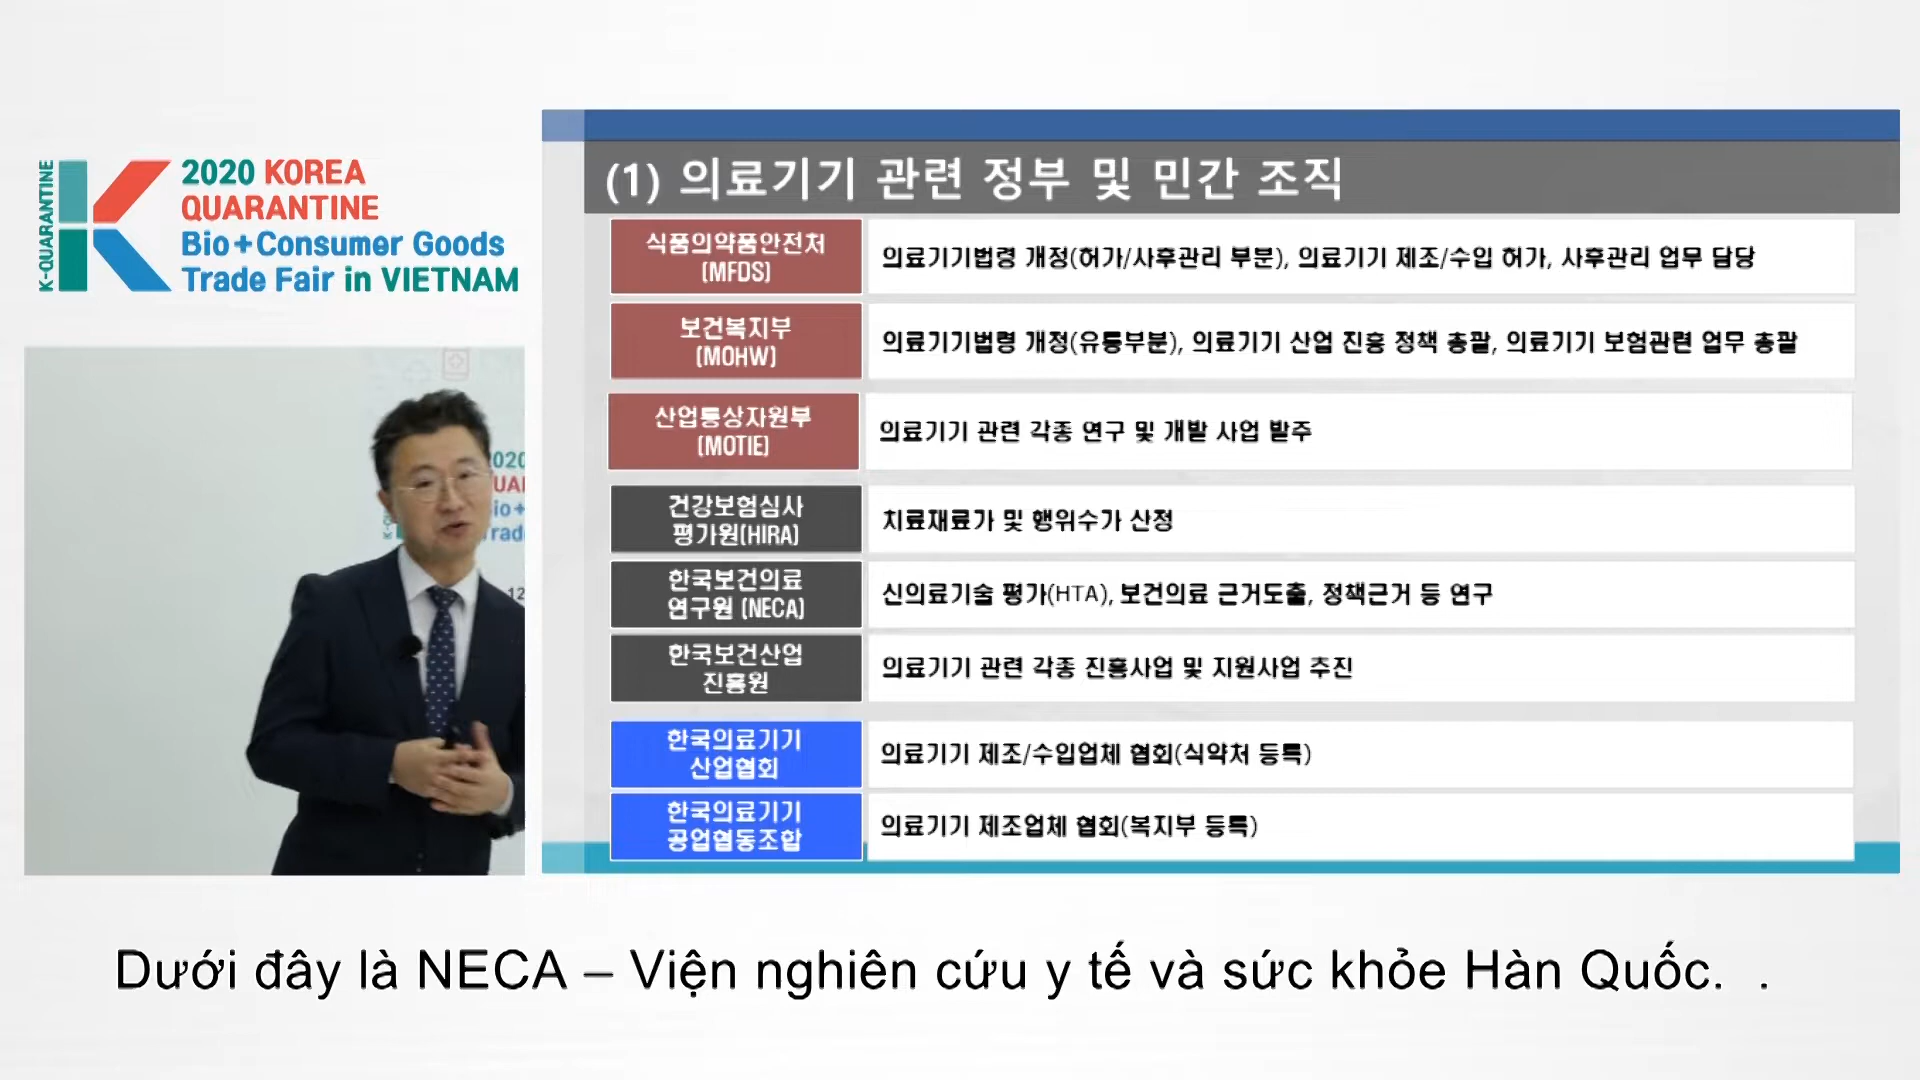 K-QUARANTINE
2020 KOREA
QUARANTINE
Bio+Consumer Goods
Trade Fair in VIETNAM
(1) 의료기기 관련 정부 및 민간 조직
식품의약품안전처
(MFDS)
의료기기법령 개정(허가/사후관리 부분), 의료기기 제조/수입 허가, 사후관리 업무 담당
보건복지부
(MOHW)
의료기기법령 개정(유통부분), 의료기기 산업 진흥 정책 총괄, 의료기기 보험관련 업무 총괄
산업통상자원부
(MOTIE)
의료기기 관련 각종 연구 및 개발 사업 발주
건강보험심사
평가원(HIRA)
치료재료가 및 행위수가 산정
한국보건의료
연구원 (NECA)
신의료기술 평가(HTA), 보건의료 근거도출, 정책근거 등 연구
한국보건산업
진흥원
의료기기 관련 각종 진흥사업 및 지원사업 추진
한국의료기기
산업협회
의료기기 제조/수입업체 협회(식약처 등록)
한국의료기기
공업협동조합
의료기기 제조업체 협회(복지부 등록)
020
UAI
io+
rad
12
Dưới đây là NECA – Viện nghiên cứu y tế và sức khỏe Hàn Quốc. .